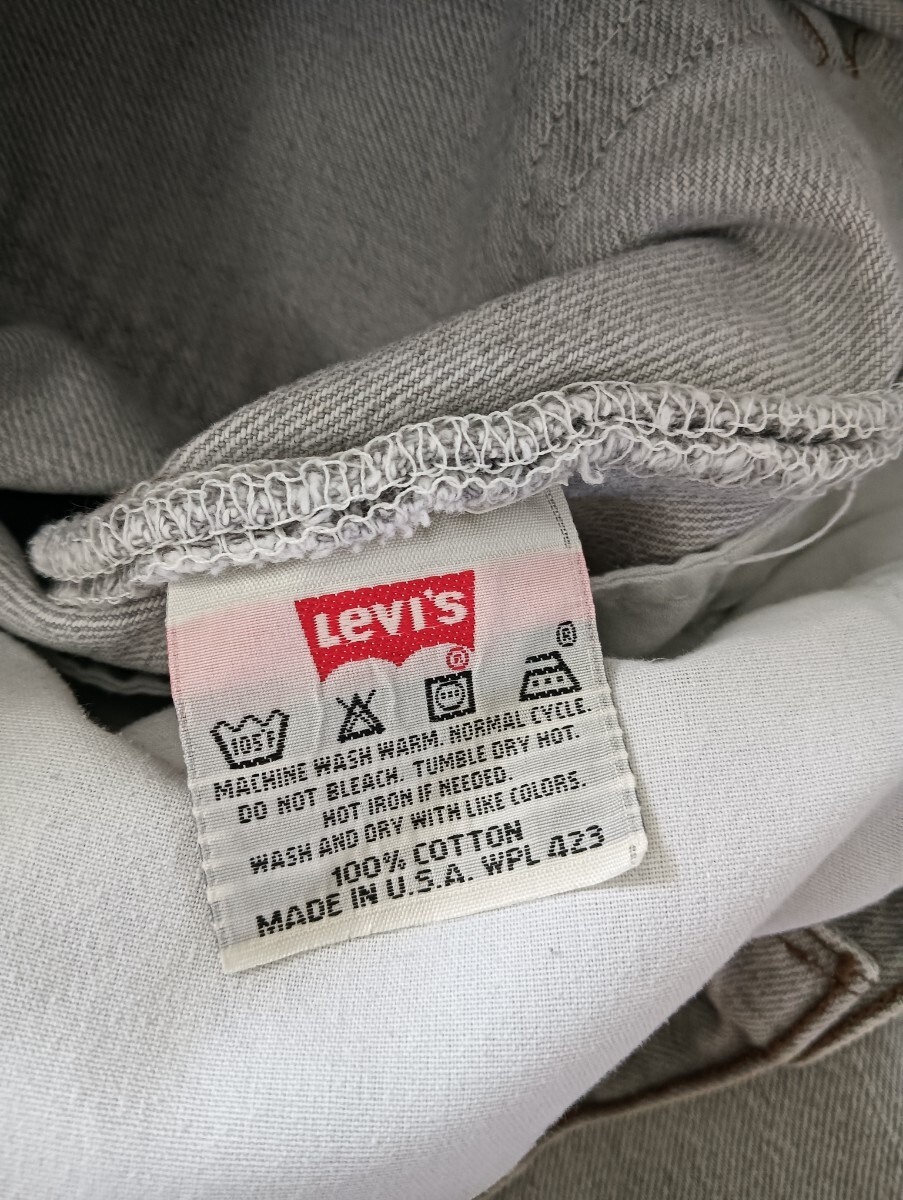 Levi's
®
®
105°F
MACHINE WASH WARM. NORMAL CYCLE.
DO NOT BLEACH. TUMBLE DRY HOT.
HOT IRON IF NEEDED.
WASH AND DRY WITH LIKE COLORS.
100% COTTON
MADE IN U.S.A. WPL 423